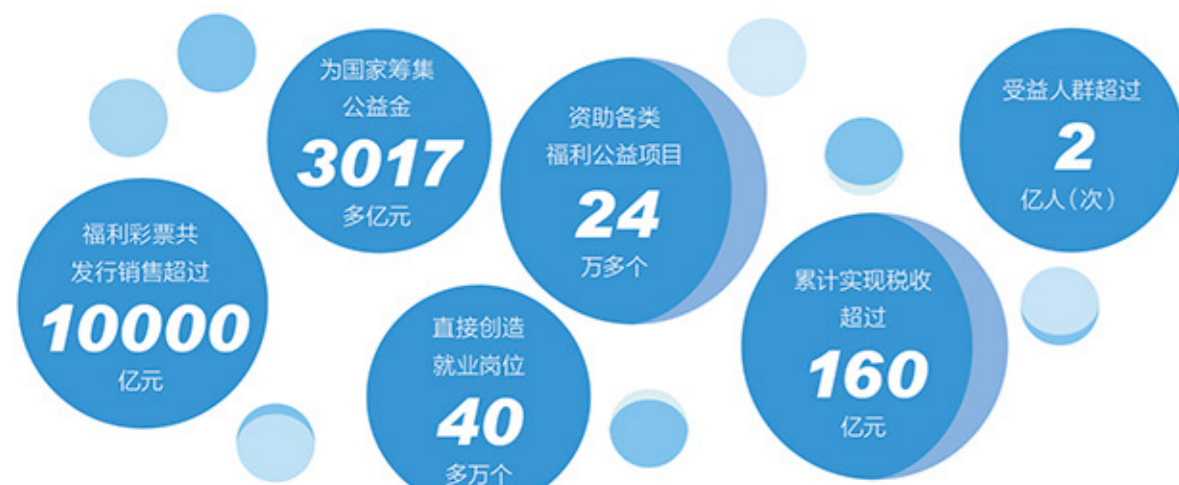 福利彩票共
发行销售超过
10000
亿元
为国家筹集
公益金
3017
多亿元
直接创造
就业岗位
40
多万个
资助各类
福利公益项目
24
万多个
累计实现税收
超过
160
亿元
受益人群超过
2
亿人(次)